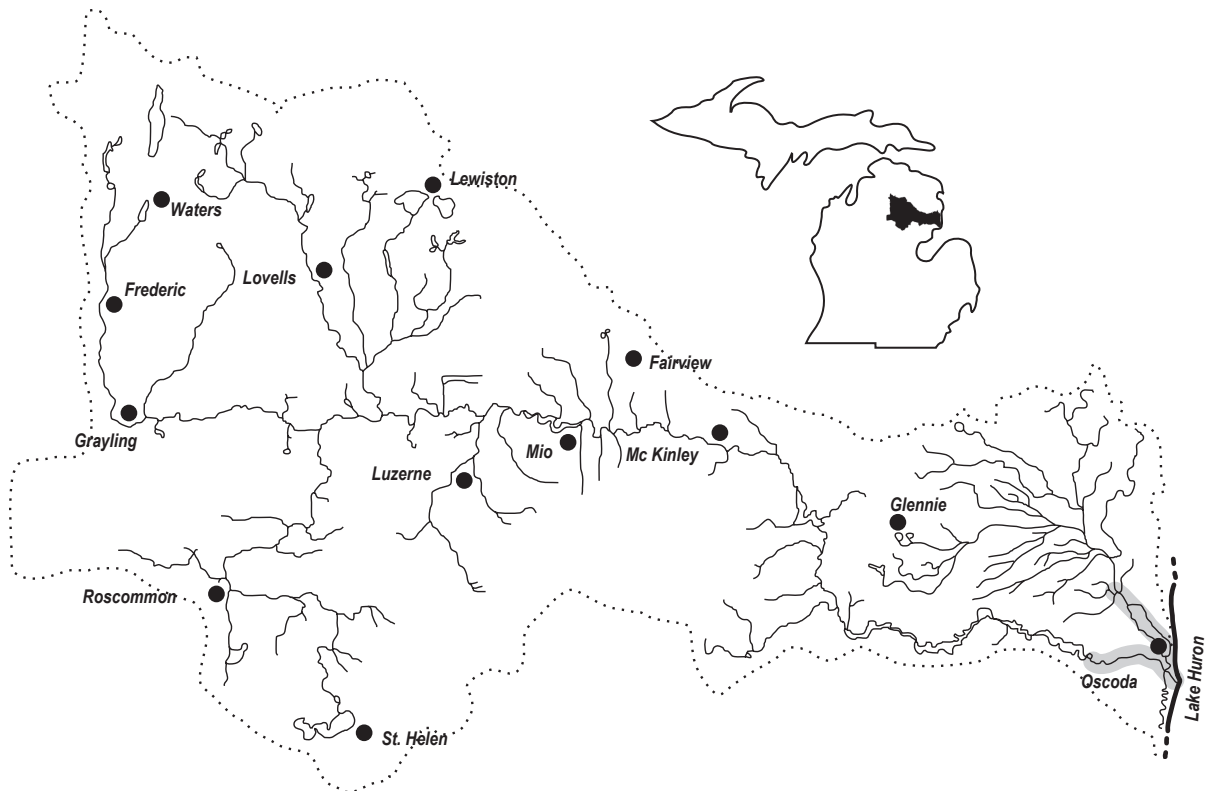 Lewiston
Waters
Lovells
Frederic
Fairview
Grayling
Mio
Mc Kinley
Luzerne
Glennie
Roscommon
Oscoda
Lake Huron
St. Helen